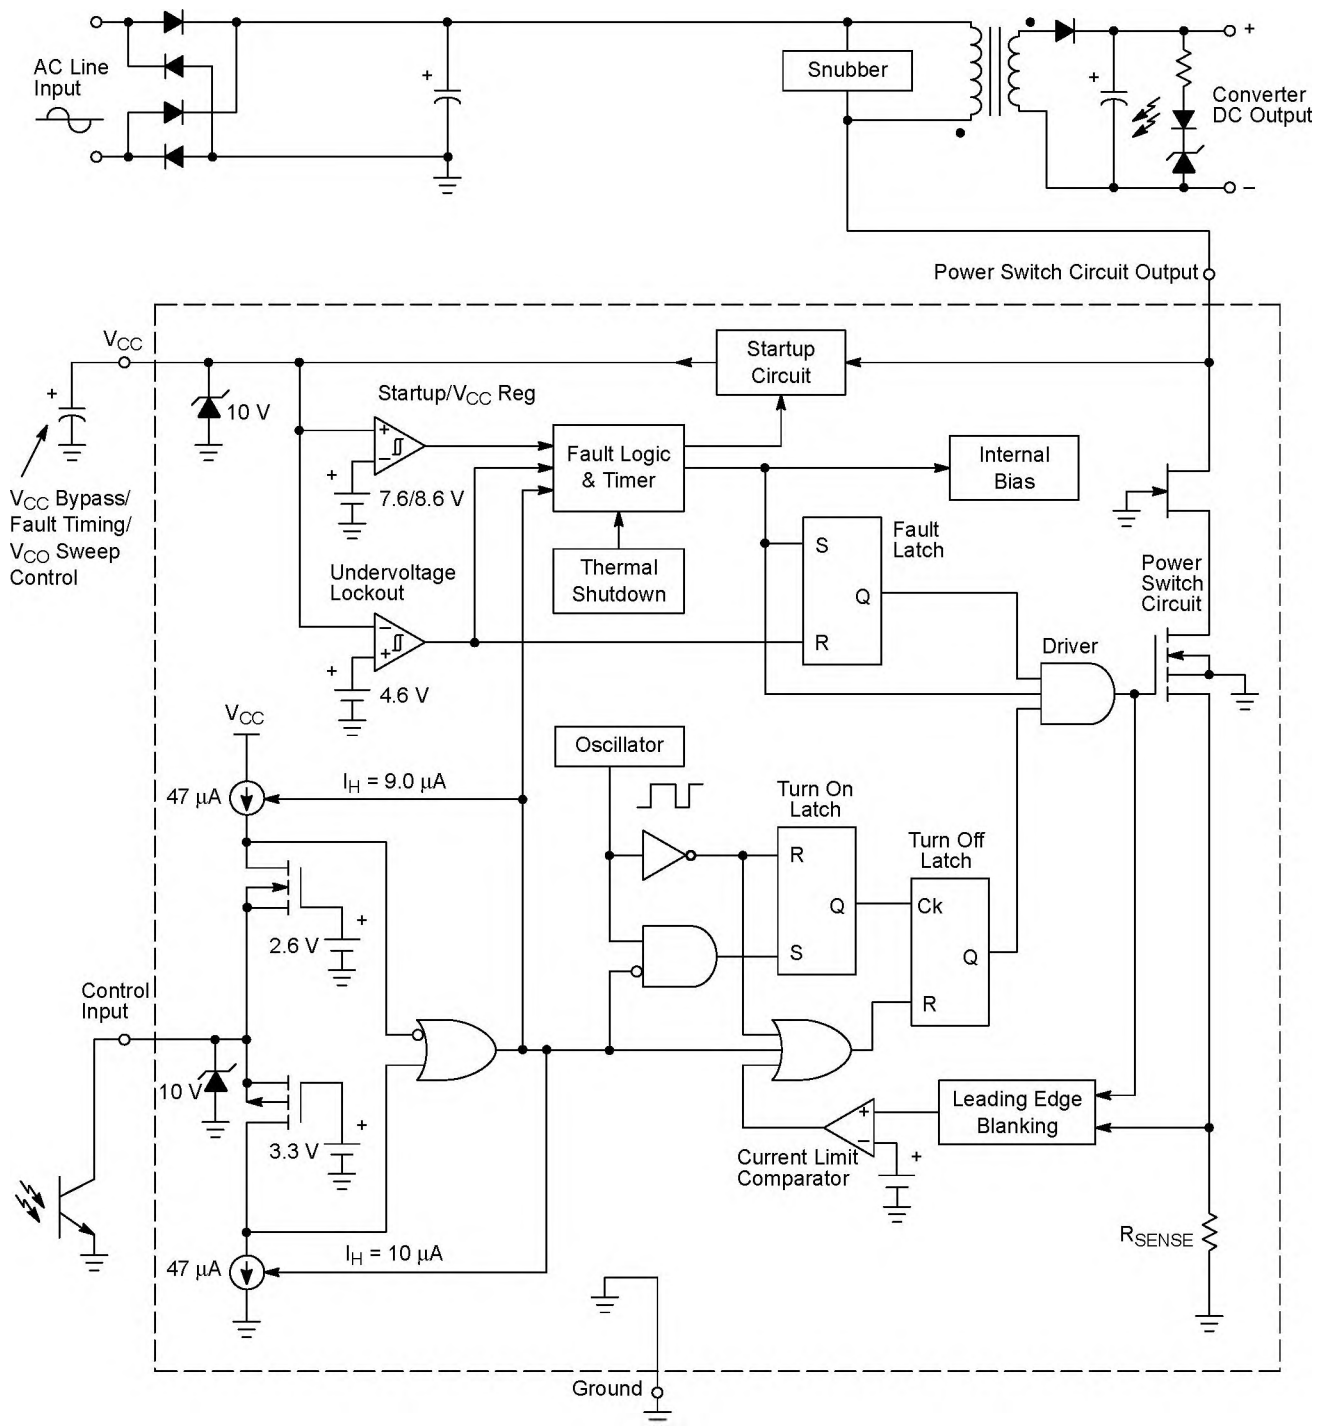 AC Line
Input
+
Snubber
+
+
Converter
DC Output
−
Power Switch Circuit Output
VCC
+
10 V
Startup
Circuit
Startup/VCC Reg
+
−
+
7.6/8.6 V
Fault Logic
& Timer
Internal
Bias
VCC Bypass/
Fault Timing/
VCO Sweep
Control
Thermal
Shutdown
S
R
Q
Fault
Latch
Undervoltage
Lockout
−
+
+
4.6 V
Power
Switch
Circuit
Driver
VCC
47 μA
IH = 9.0 μA
Oscillator
Turn On
Latch
R
Q
S
Turn Off
Latch
Ck
Q
R
+
2.6 V
Control
Input
10 V
+
3.3 V
+
−
+
Current Limit
Comparator
Leading Edge
Blanking
RSENSE
47 μA
IH = 10 μA
Ground